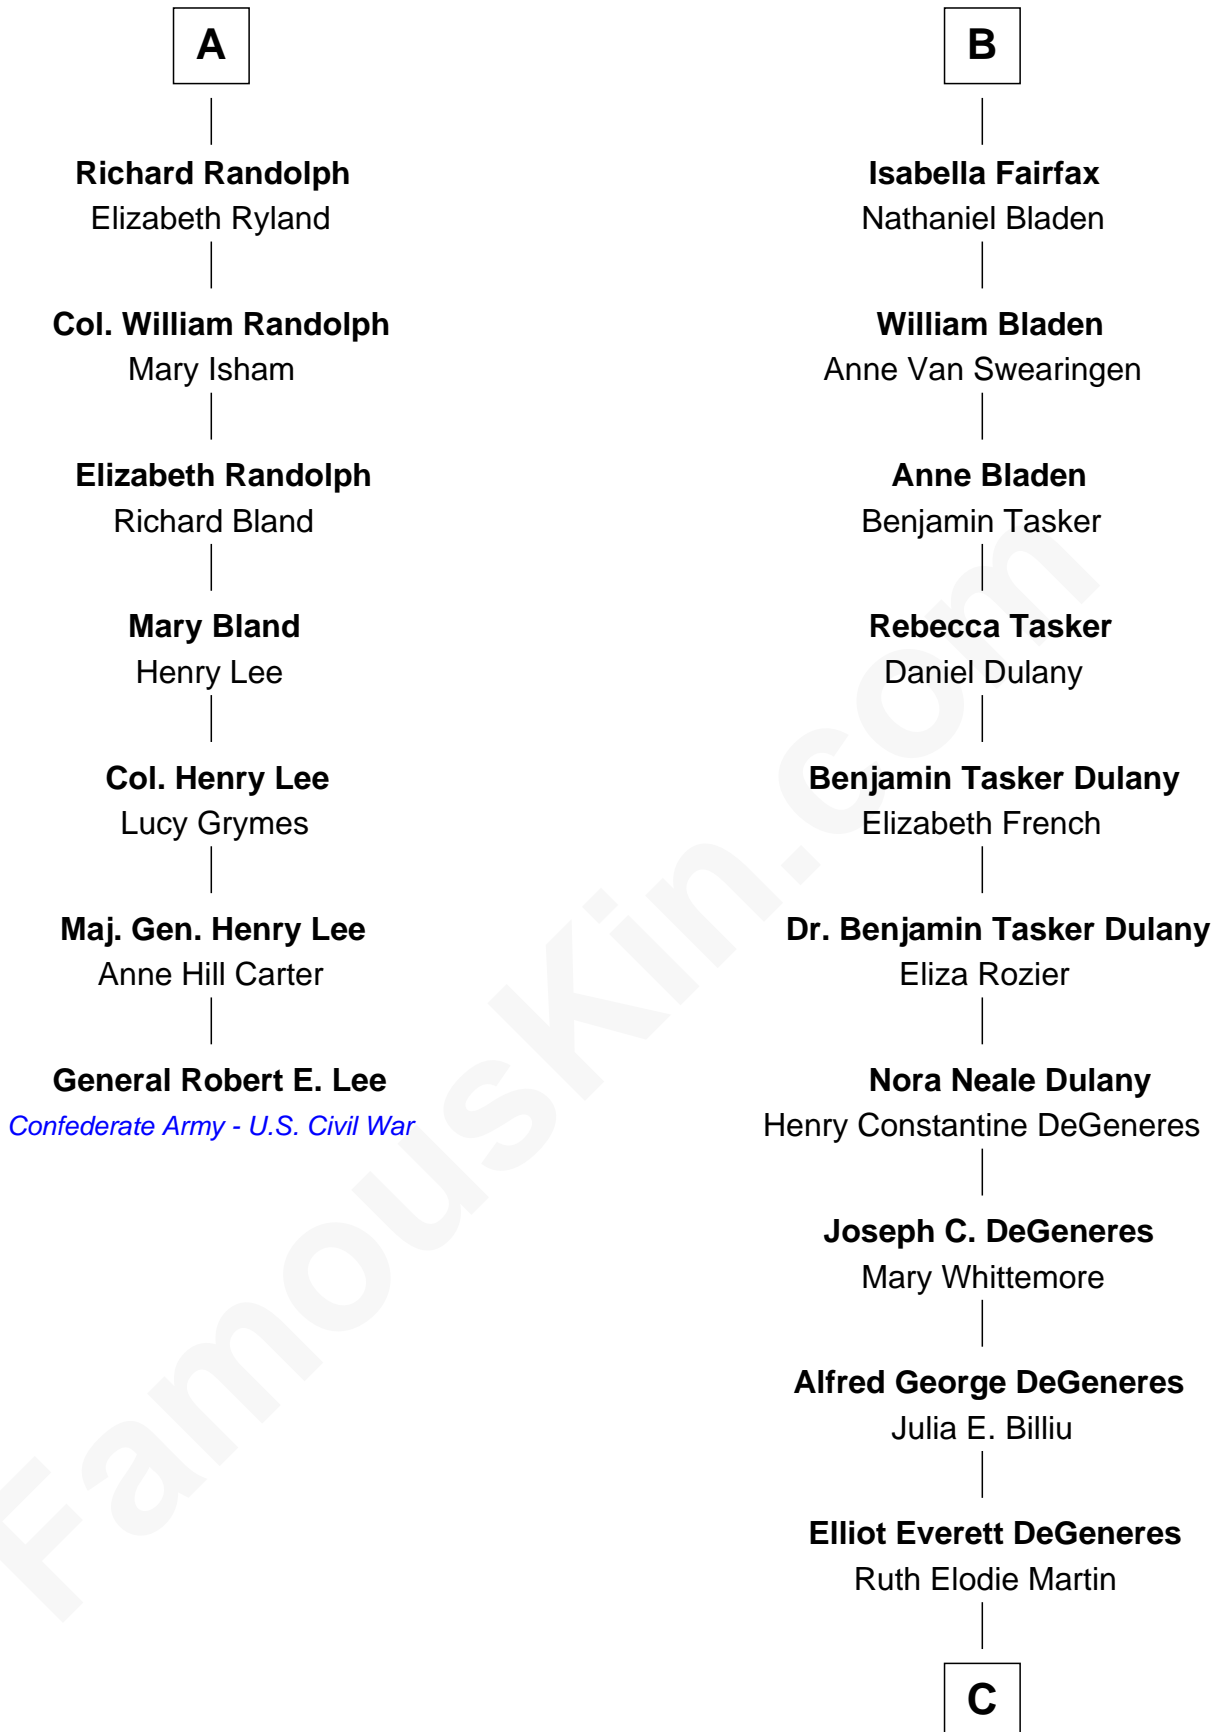 A
Richard Randolph
Elizabeth Ryland
Col. William Randolph
Mary Isham
Elizabeth Randolph
Richard Bland
Mary Bland
Henry Lee
Col. Henry Lee
Lucy Grymes
Maj. Gen. Henry Lee
Anne Hill Carter
General Robert E. Lee
Confederate Army - U.S. Civil War
B
Isabella Fairfax
Nathaniel Bladen
William Bladen
Anne Van Swearingen
Anne Bladen
Benjamin Tasker
Rebecca Tasker
Daniel Dulany
Benjamin Tasker Dulany
Elizabeth French
Dr. Benjamin Tasker Dulany
Eliza Rozier
Nora Neale Dulany
Henry Constantine DeGeneres
Joseph C. DeGeneres
Mary Whittemore
Alfred George DeGeneres
Julia E. Billiu
Elliot Everett DeGeneres
Ruth Elodie Martin
C
FamousKin.com